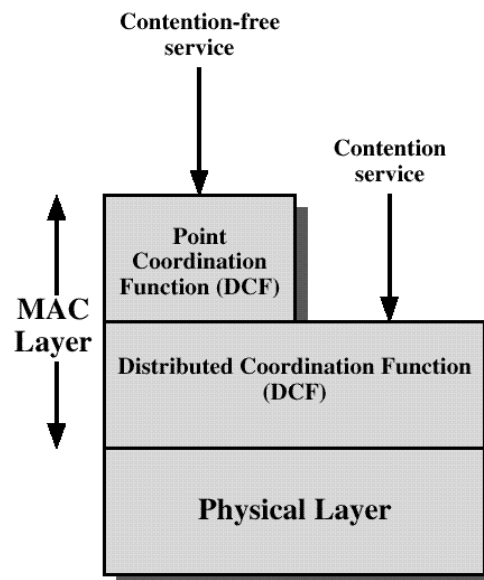 Contention-free
service
Contention
service
Point
Coordination
Function (DCF)
MAC
Layer
Distributed Coordination Function
(DCF)
Physical Layer